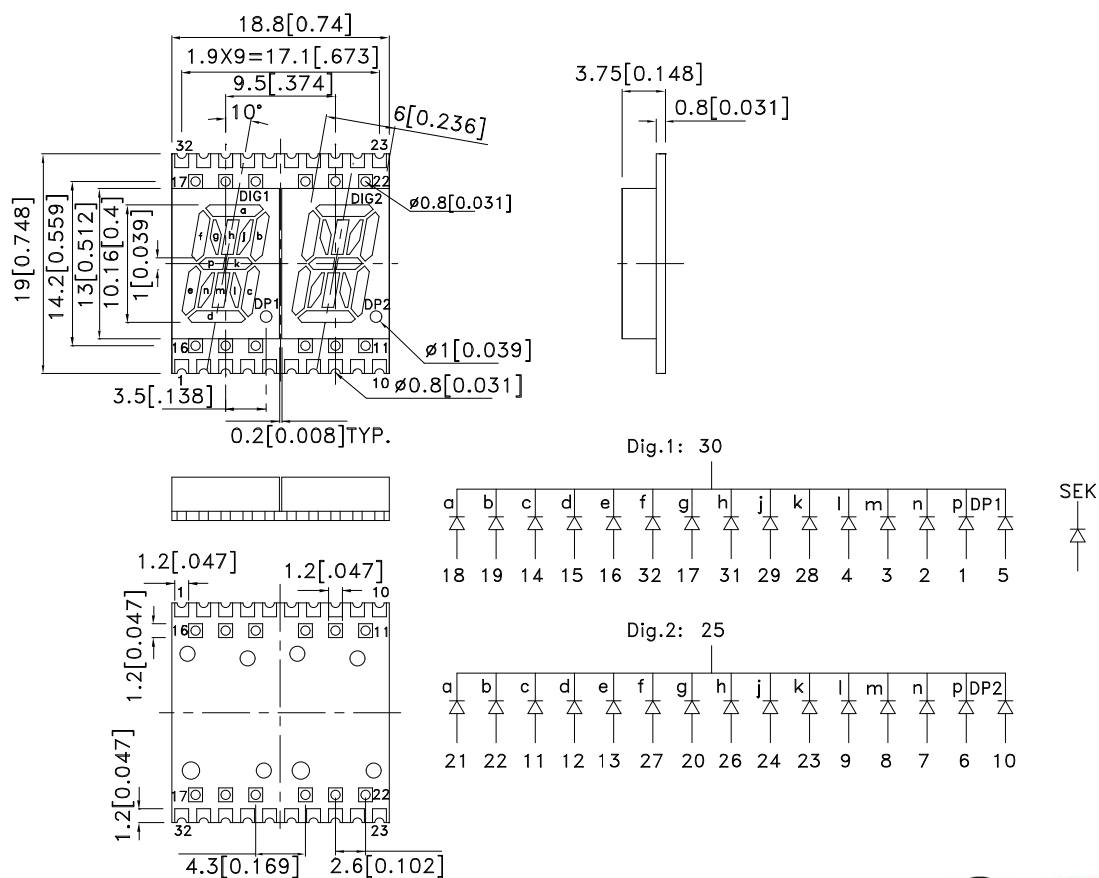 18.8[0.74]
1.9X9=17.1[.673]
9.5[.374]
10°
6[0.236]
32
23
17
22
ø0.8[0.031]
DIG1
DIG2
a
f g h j b
p k
e n m l c
d
DP1
DP2
16
11
1
10
ø1[0.039]
ø0.8[0.031]
3.5[.138]
0.2[0.008]TYP.
19[0.748]
14.2[0.559]
13[0.512]
10.16[0.4]
1[0.039]
3.75[0.148]
0.8[0.031]
1.2[.047]
1.2[.047]
1
10
16
11
1.2[0.047]
1.2[0.047]
17
22
32
23
4.3[0.169]
2.6[0.102]
Dig.1: 30
a b c d e f g h j k l m n p DP1
18 19 14 15 16 32 17 31 29 28 4 3 2 1 5
SEK
Dig.2: 25
a b c d e f g h j k l m n p DP2
21 22 11 12 13 27 20 26 24 23 9 8 7 6 10